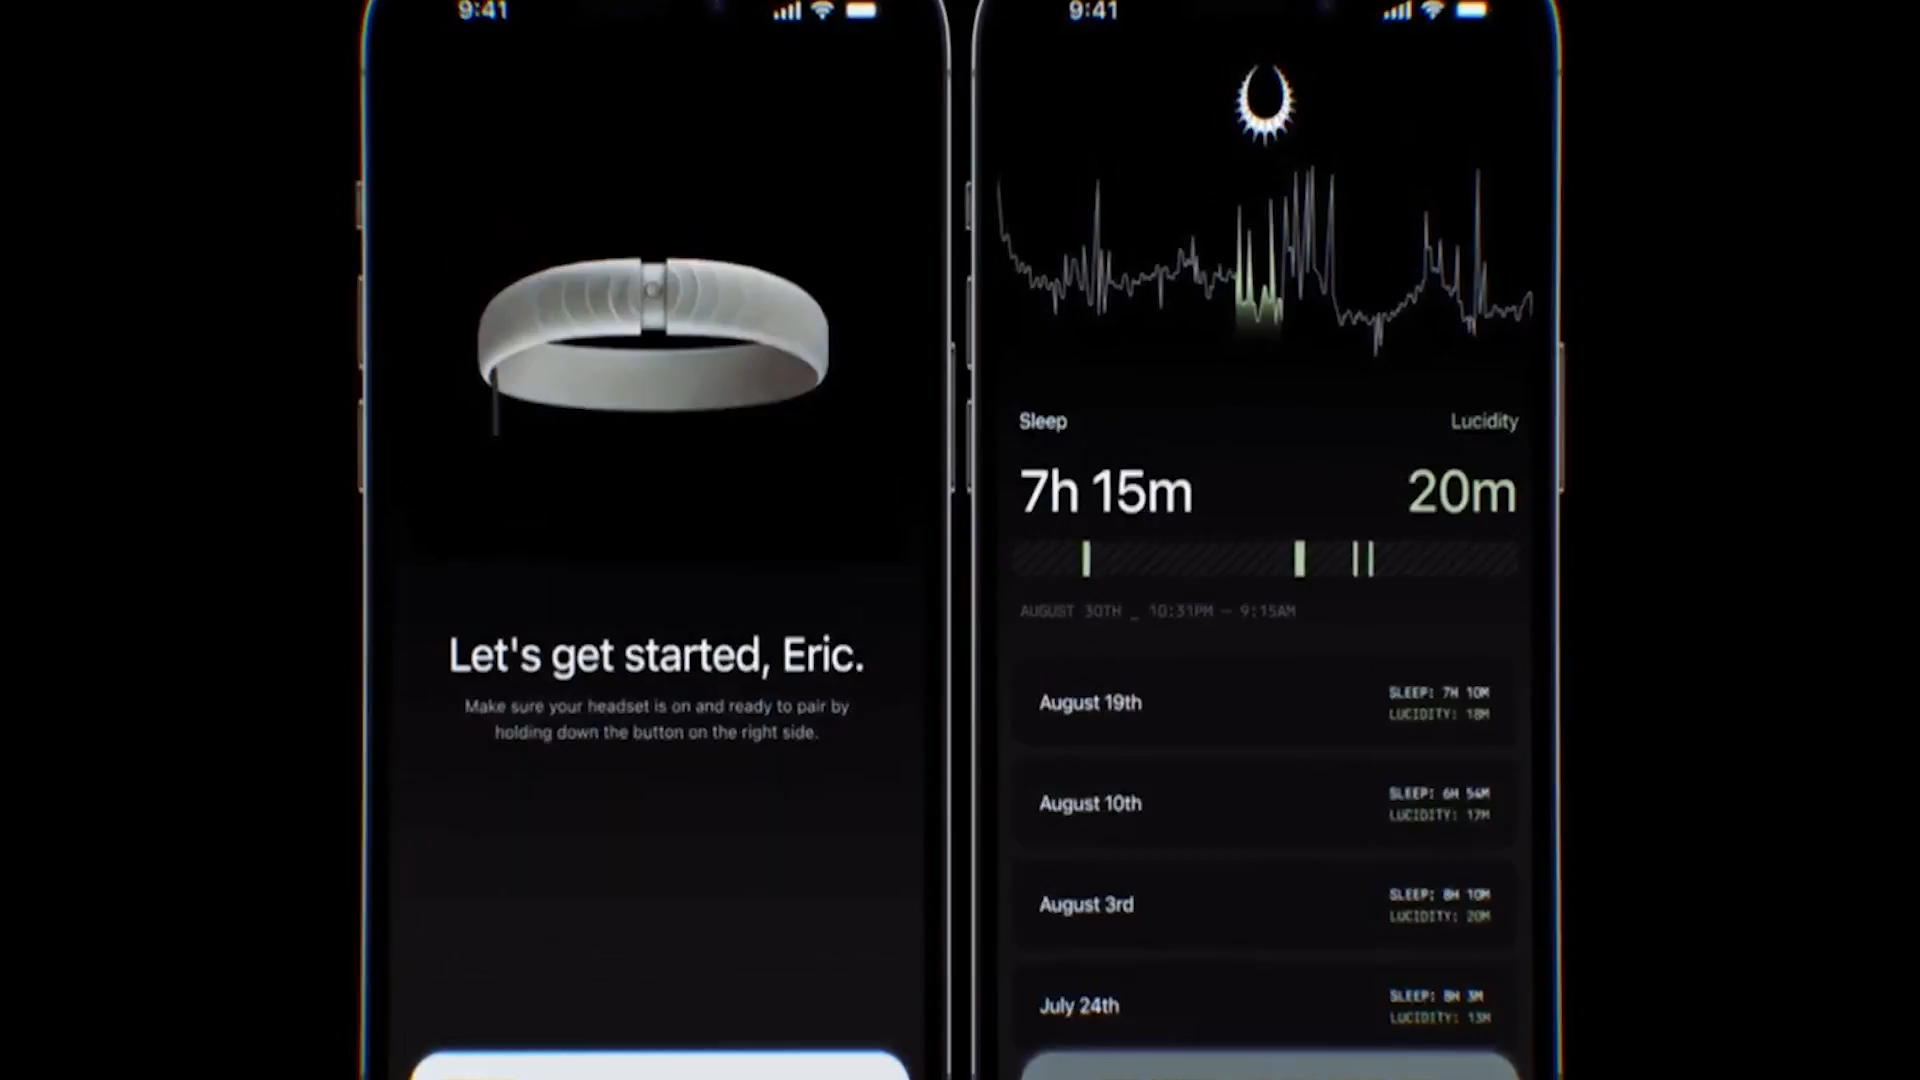 9:41
Let's get started, Eric.
Make sure your headset is on and ready to pair by
holding down the button on the right side.
9:41
Sleep
Lucidity
7h 15m
20m
AUGUST 30TH _ 10:31PM — 9:15AM
August 19th
SLEEP: 7H 10M
LUCIDITY: 18M
August 10th
SLEEP: 6H 54M
LUCIDITY: 17M
August 3rd
SLEEP: 8H 10M
LUCIDITY: 20M
July 24th
SLEEP: 8H 3M
LUCIDITY: 13M